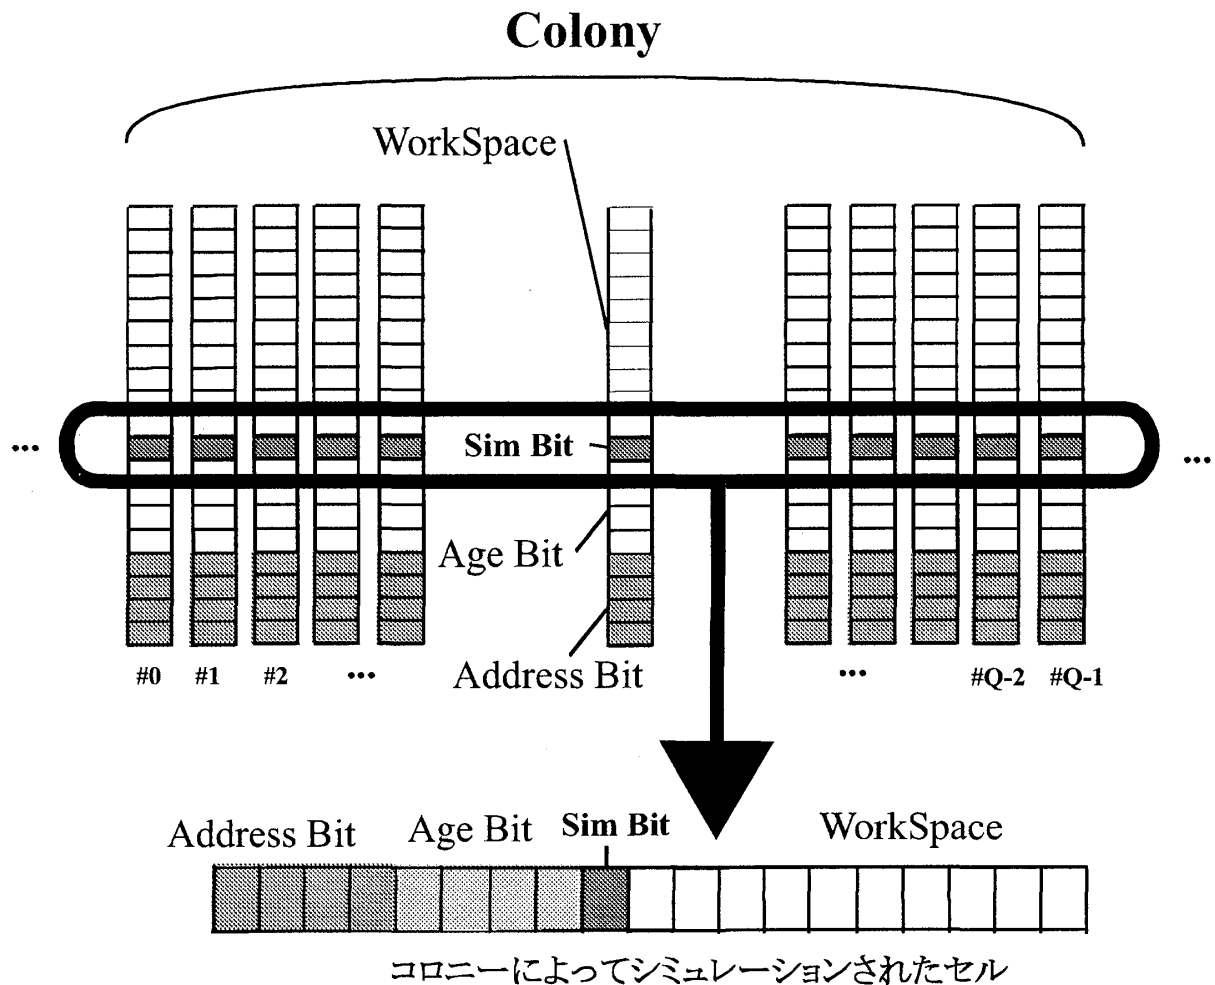 Colony
WorkSpace
... Sim Bit ...
Age Bit
Address Bit
#0 #1 #2 ... ... #Q-2 #Q-1
Address Bit Age Bit Sim Bit WorkSpace
コロニーによってシミュレーションされたセル